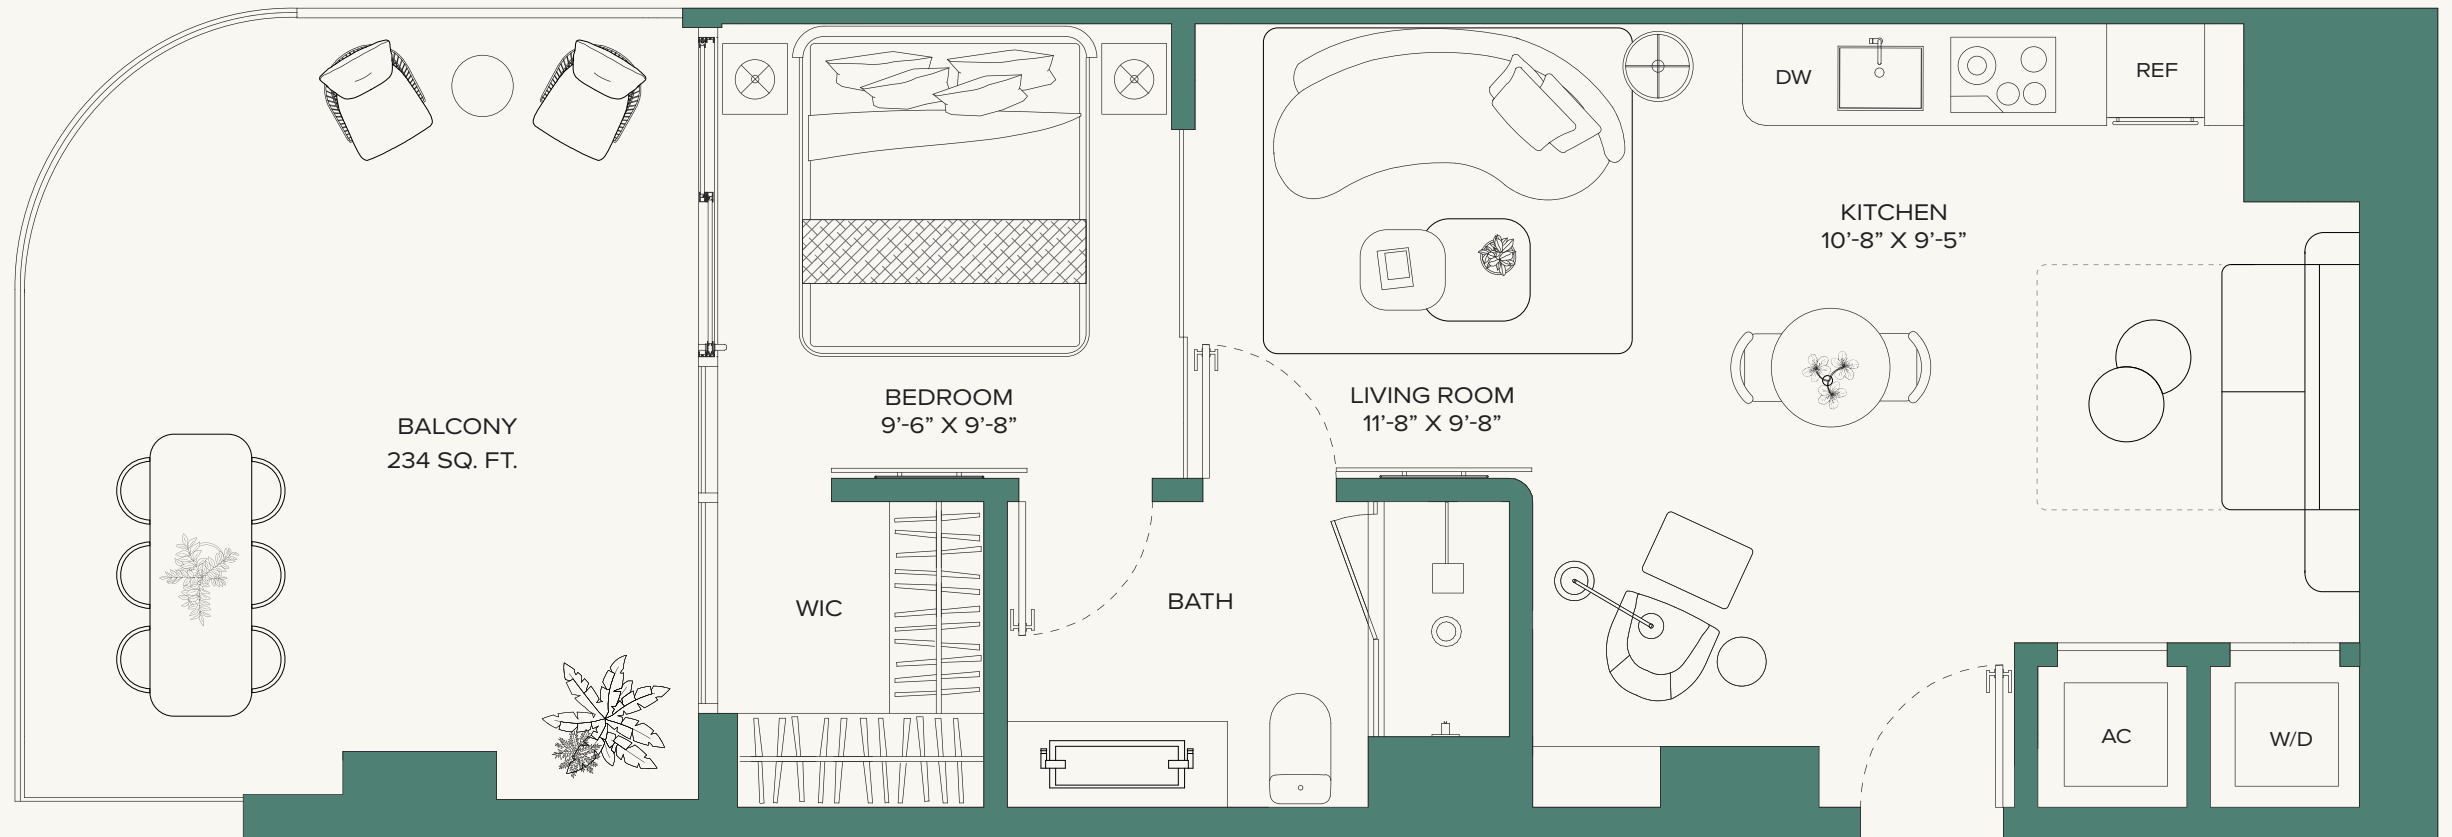 DW
REF
KITCHEN
10’-8” X 9’-5”
BEDROOM
9’-6” X 9’-8”
LIVING ROOM
11’-8” X 9’-8”
BALCONY
234 SQ. FT.
WIC
BATH
AC
W/D